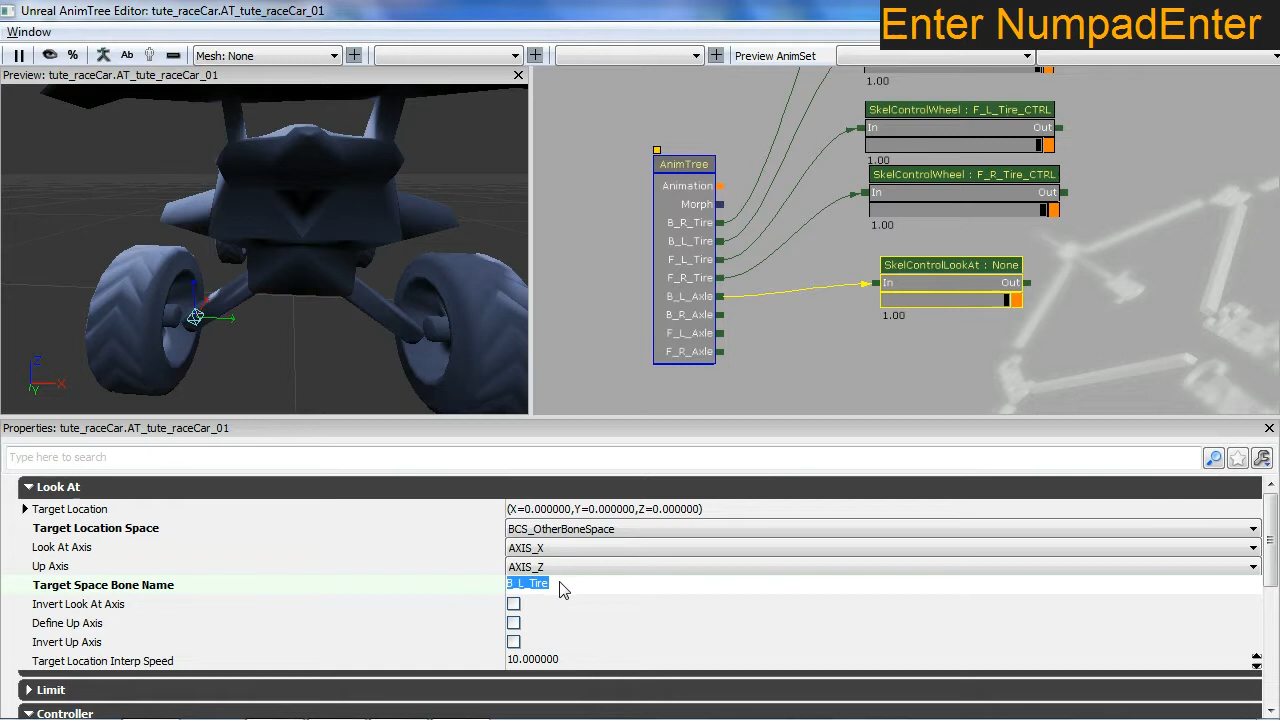 Unreal AnimTree Editor: tute_raceCar.AT_tute_raceCar_01
Enter NumpadEnter
Window
Ab
Mesh: None
Preview AnimSet
Preview: tute_raceCar.AT_tute_raceCar_01
1.00
SkelControlWheel : F_L_Tire_CTRL
In
Out
1.00
SkelControlWheel : F_R_Tire_CTRL
In
Out
1.00
AnimTree
Animation
Morph
B_R_Tire
B_L_Tire
F_L_Tire
F_R_Tire
B_L_Axle
B_R_Axle
F_L_Axle
F_R_Axle
SkelControlLookAt : None
In
Out
1.00
Z
X
Y
Properties: tute_raceCar.AT_tute_raceCar_01
Type here to search
Look At
Target Location
(X=0.000000,Y=0.000000,Z=0.000000)
Target Location Space
BCS_OtherBoneSpace
Look At Axis
AXIS_X
Up Axis
AXIS_Z
Target Space Bone Name
B_L_Tire
Invert Look At Axis
Define Up Axis
Invert Up Axis
Target Location Interp Speed
10.000000
Limit
Controller